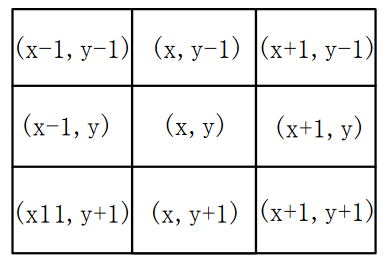 (x-1, y-1) (x, y-1) (x+1, y-1)
(x-1, y) (x, y) (x+1, y)
(x11, y+1) (x, y+1) (x+1, y+1)